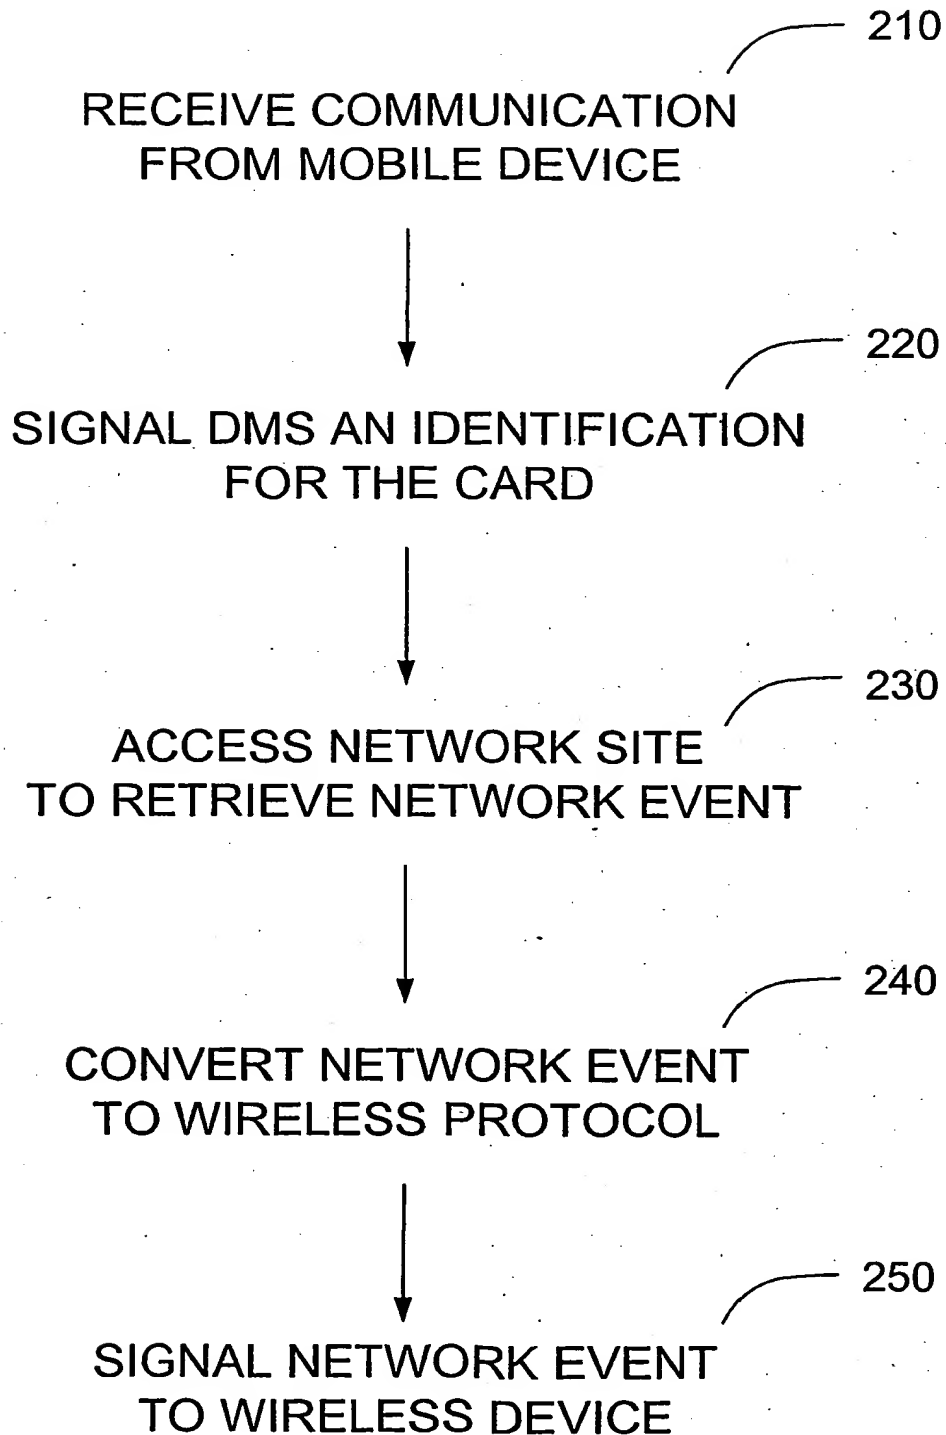 210
RECEIVE COMMUNICATION
FROM MOBILE DEVICE
220
SIGNAL DMS AN IDENTIFICATION
FOR THE CARD
230
ACCESS NETWORK SITE
TO RETRIEVE NETWORK EVENT
240
CONVERT NETWORK EVENT
TO WIRELESS PROTOCOL
250
SIGNAL NETWORK EVENT
TO WIRELESS DEVICE